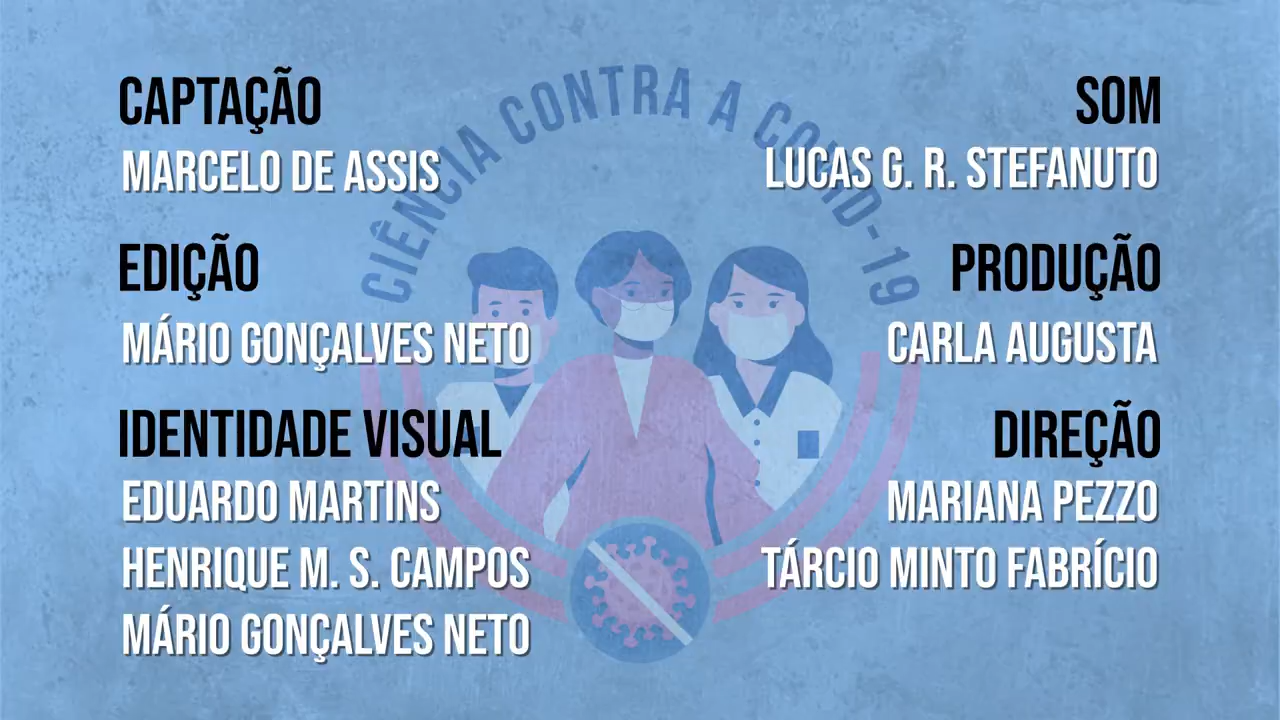 CIÊNCIA CONTRA A COVID-19
CAPTAÇÃO
MARCELO DE ASSIS
EDIÇÃO
MÁRIO GONÇALVES NETO
IDENTIDADE VISUAL
EDUARDO MARTINS
HENRIQUE M. S. CAMPOS
MÁRIO GONÇALVES NETO
SOM
LUCAS G. R. STEFANUTO
PRODUÇÃO
CARLA AUGUSTA
DIREÇÃO
MARIANA PEZZO
TÁRCIO MINTO FABRÍCIO